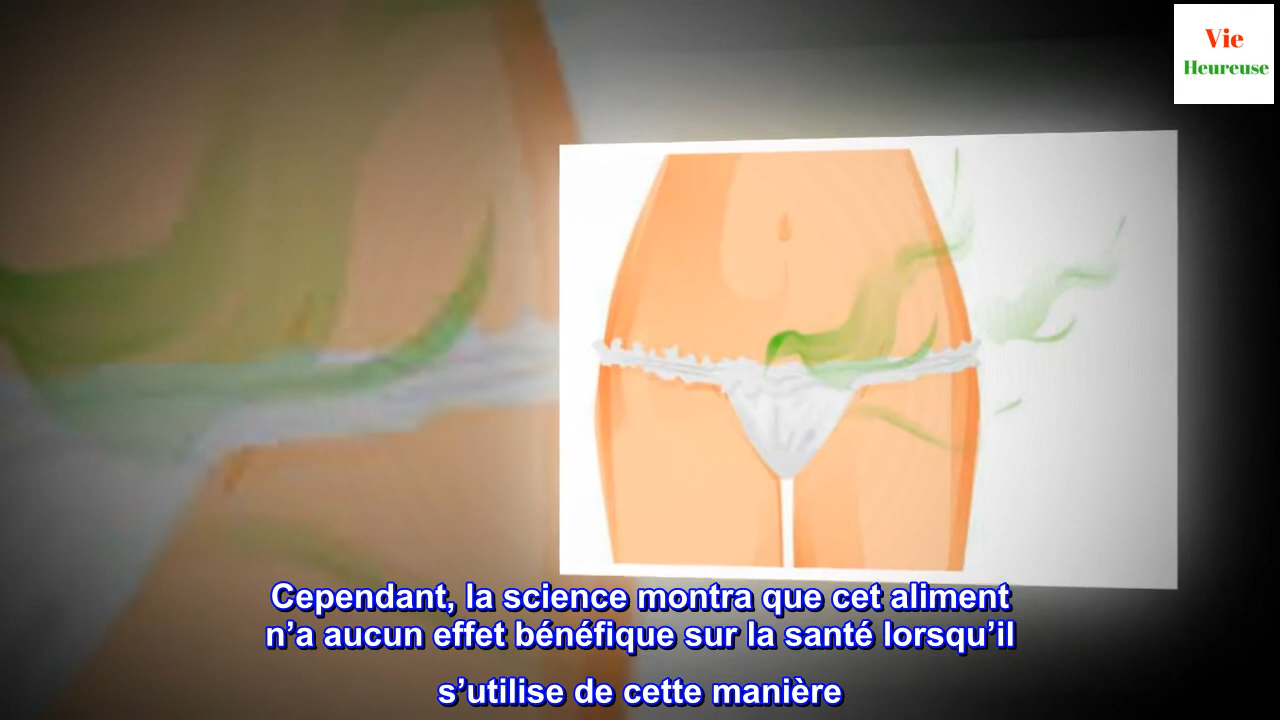 Vie
Heureuse
Cependant, la science montra que cet aliment
n’a aucun effet bénéfique sur la santé lorsqu’il
s’utilise de cette manière